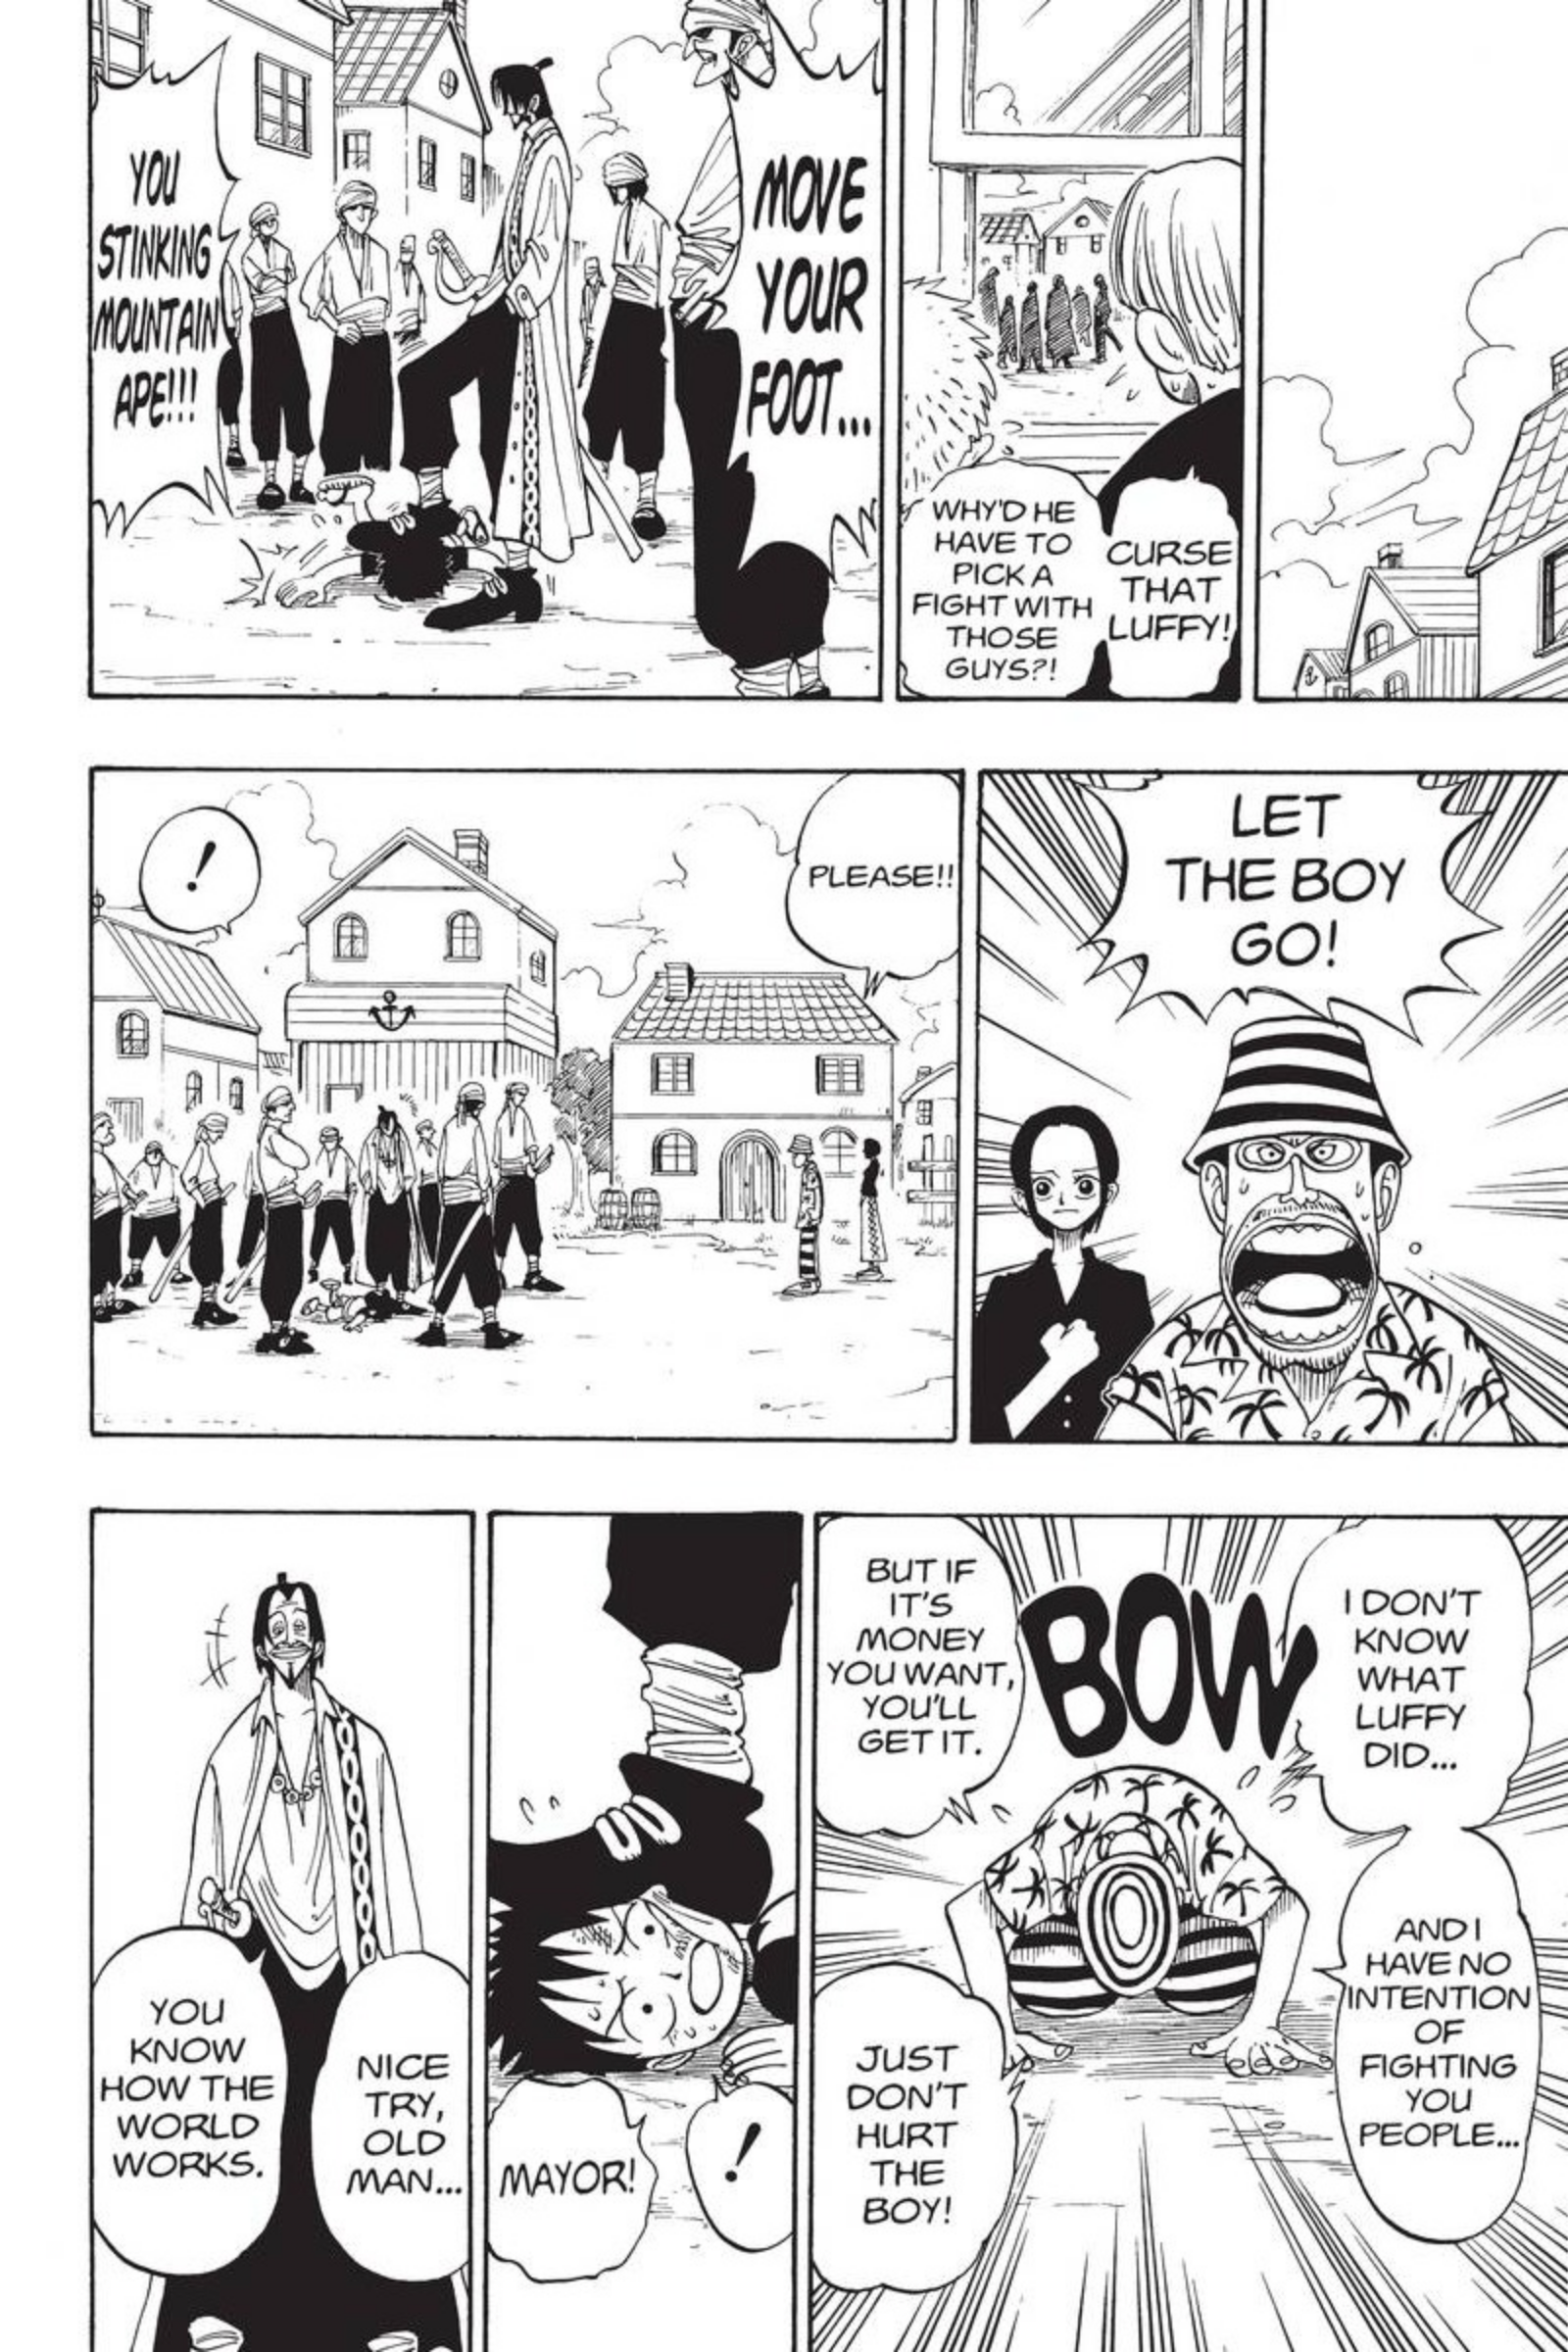 CURSE
THAT
LUFFY!
WHY'D HE
HAVE TO
PICK A
FIGHT WITH
THOSE
GUYS?!
MOVE
YOUR
FOOT...
YOU
STINKING
MOUNTAIN
APE!!!
LET
THE BOY
GO!
PLEASE!!
!
I DON'T
KNOW
WHAT
LUFFY
DID...
AND I
HAVE NO
INTENTION
OF
FIGHTING
YOU
PEOPLE...
BOW
BUT IF
IT'S
MONEY
YOU WANT,
YOU'LL
GET IT.
JUST
DON'T
HURT
THE
BOY!
!
MAYOR!
NICE
TRY,
OLD
MAN...
YOU
KNOW
HOW THE
WORLD
WORKS.